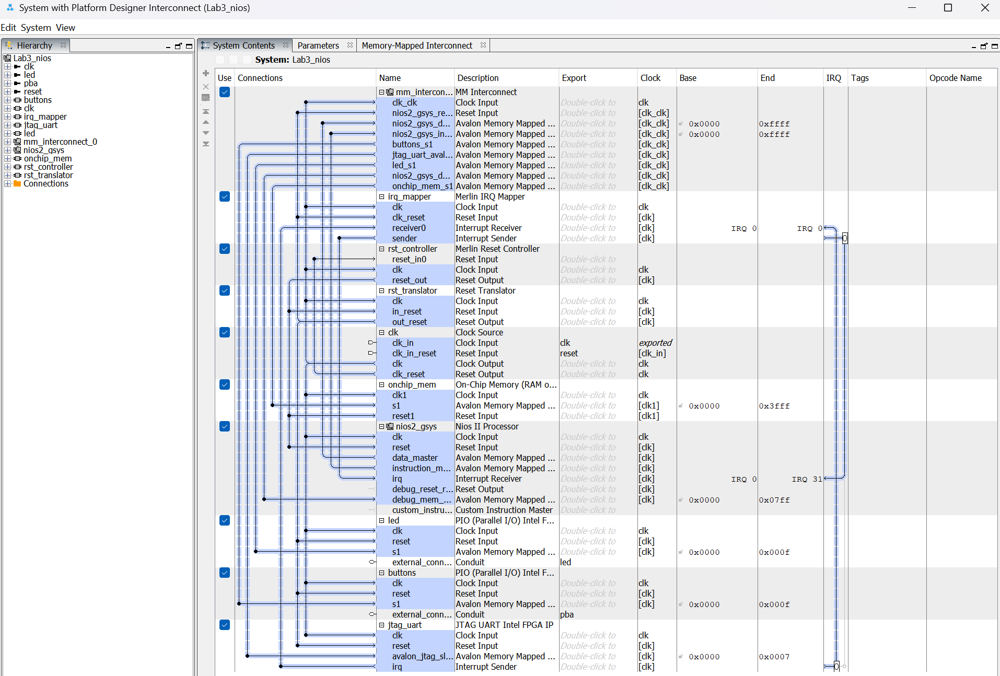 System with Platform Designer Interconnect (Lab3_nios)
Edit System View
Hierarchy
Lab3_nios
clk
led
pba
reset
buttons
clk
irq_mapper
jtag_uart
led
mm_interconnect_0
nios2_gsys
onchip_mem
rst_controller
rst_translator
Connections
System Contents Parameters Memory-Mapped Interconnect
System: Lab3_nios
Use Connections Name Description Export Clock Base End IRQ Tags Opcode Name
mm_intercon... MM Interconnect
clk_clk Clock Input Double-click to clk
nios2_gsys_re... Reset Input Double-click to [clk_clk]
nios2_gsys_d... Avalon Memory Mapped ... Double-click to [clk_clk] 0x0000 0xffff
nios2_gsys_in... Avalon Memory Mapped ... Double-click to [clk_clk] 0x0000 0xffff
buttons_s1 Avalon Memory Mapped ... Double-click to [clk_clk]
jtag_uart_aval... Avalon Memory Mapped ... Double-click to [clk_clk]
led_s1 Avalon Memory Mapped ... Double-click to [clk_clk]
nios2_gsys_d... Avalon Memory Mapped ... Double-click to [clk_clk]
onchip_mem_s1 Avalon Memory Mapped ... Double-click to [clk_clk]
irq_mapper Merlin IRQ Mapper
clk Clock Input Double-click to clk
clk_reset Reset Input Double-click to [clk]
receiver0 Interrupt Receiver Double-click to [clk] IRQ 0 IRQ 0
sender Interrupt Sender Double-click to [clk] 0
rst_controller Merlin Reset Controller
reset_in0 Reset Input Double-click to
clk Clock Input Double-click to clk
reset_out Reset Output Double-click to [clk]
rst_translator Reset Translator
clk Clock Input Double-click to clk
in_reset Reset Input Double-click to [clk]
out_reset Reset Output Double-click to [clk]
clk Clock Source
clk_in Clock Input clk exported
clk_in_reset Reset Input reset [clk_in]
clk Clock Output Double-click to clk
clk_reset Reset Output Double-click to clk
onchip_mem On-Chip Memory (RAM o...
clk1 Clock Input Double-click to clk
s1 Avalon Memory Mapped ... Double-click to [clk1] 0x0000 0x3fff
reset1 Reset Input Double-click to [clk1]
nios2_gsys Nios II Processor
clk Clock Input Double-click to clk
reset Reset Input Double-click to [clk]
data_master Avalon Memory Mapped ... Double-click to [clk]
instruction_m... Avalon Memory Mapped ... Double-click to [clk]
irq Interrupt Receiver Double-click to [clk] IRQ 0 IRQ 31
debug_reset_r... Reset Output Double-click to [clk]
debug_mem_... Avalon Memory Mapped ... Double-click to [clk] 0x0000 0x07ff
custom_instru... Custom Instruction Master Double-click to
led PIO (Parallel I/O) Intel F...
clk Clock Input Double-click to clk
reset Reset Input Double-click to [clk]
s1 Avalon Memory Mapped ... Double-click to [clk] 0x0000 0x000f
external_conn... Conduit led
buttons PIO (Parallel I/O) Intel F...
clk Clock Input Double-click to clk
reset Reset Input Double-click to [clk]
s1 Avalon Memory Mapped ... Double-click to [clk] 0x0000 0x000f
external_conn... Conduit pba
jtag_uart JTAG UART Intel FPGA IP
clk Clock Input Double-click to clk
reset Reset Input Double-click to [clk]
avalon_jtag_sl... Avalon Memory Mapped ... Double-click to [clk] 0x0000 0x0007
irq Interrupt Sender Double-click to [clk] 0